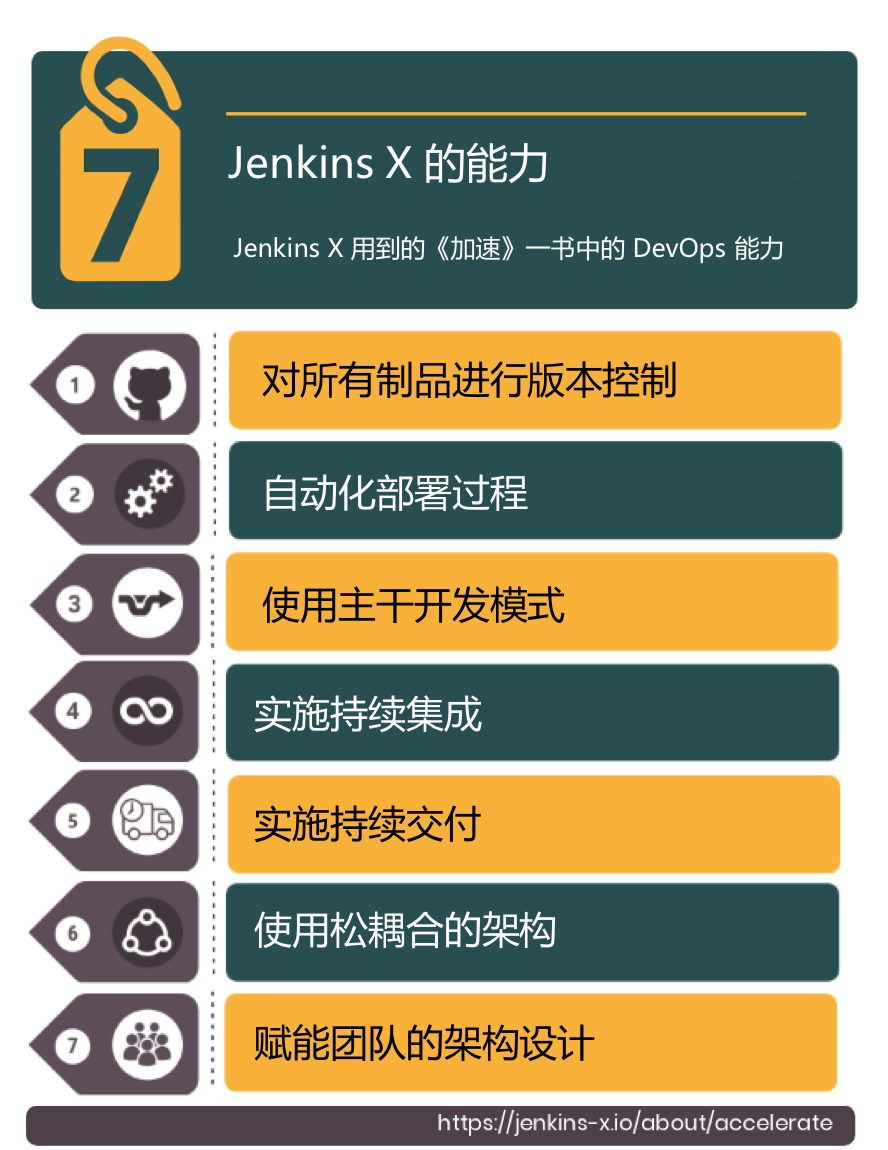 7
Jenkins X 的能力
Jenkins X 用到的《加速》一书中的 DevOps 能力
1
对所有制品进行版本控制
2
自动化部署过程
3
使用主干开发模式
4
实施持续集成
5
实施持续交付
6
使用松耦合的架构
7
赋能团队的架构设计
https://jenkins-x.io/about/accelerate